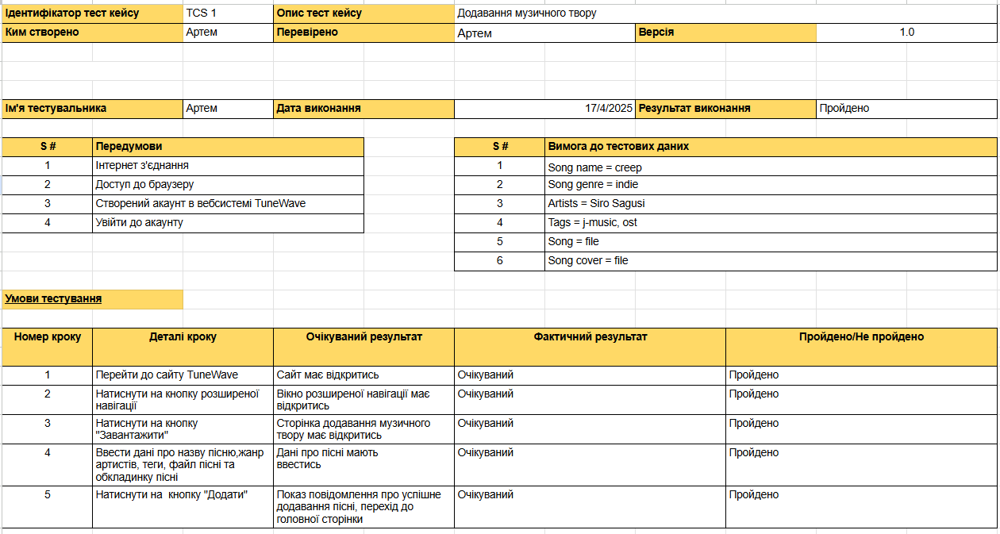 Ідентифікатор тест кейсу TCS 1 Опис тест кейсу Додавання музичного твору
Ким створено Артем Перевірено Артем Версія 1.0
Ім'я тестувальника Артем Дата виконання 17/4/2025 Результат виконання Пройдено
S # Передумови S # Вимога до тестових даних
1 Інтернет з'єднання 1 Song name = creep
2 Доступ до браузеру 2 Song genre = indie
3 Створений акаунт в вебсистемі TuneWave 3 Artists = Siro Sagusi
4 Увійти до акаунту 4 Tags = j-music, ost
5 Song = file
6 Song cover = file
Умови тестування
Номер кроку Деталі кроку Очікуваний результат Фактичний результат Пройдено/Не пройдено
1 Перейти до сайту TuneWave Сайт має відкритись Очікуваний Пройдено
2 Натиснути на кнопку розширеної Вікно розширеної навігації має Очікуваний Пройдено
навігації відкритись
3 Натиснути на кнопку Сторінка додавання музичного Очікуваний Пройдено
"Завантажити" твору має відкритись
4 Ввести дані про назву пісню,жанр Дані про пісні мають Очікуваний Пройдено
артистів, теги, файл пісні та ввестись
обкладинку пісні
5 Натиснути на  кнопку "Додати" Показ повідомлення про успішне Очікуваний Пройдено
додавання пісні, перехід до
головної сторінки